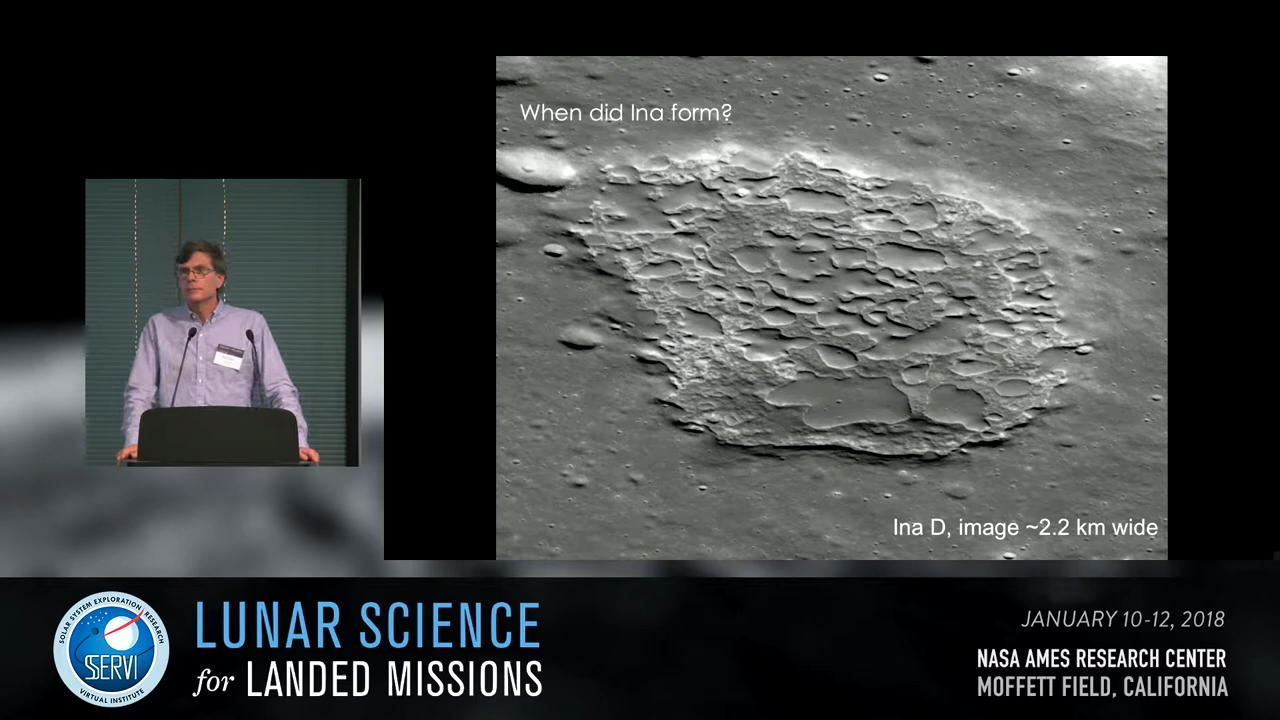 When did Ina form?
Ina D, image ~2.2 km wide
SOLAR SYSTEM EXPLORATION RESEARCH
SSERVI
VIRTUAL INSTITUTE
LUNAR SCIENCE
for LANDED MISSIONS
JANUARY 10-12, 2018
NASA AMES RESEARCH CENTER
MOFFETT FIELD, CALIFORNIA